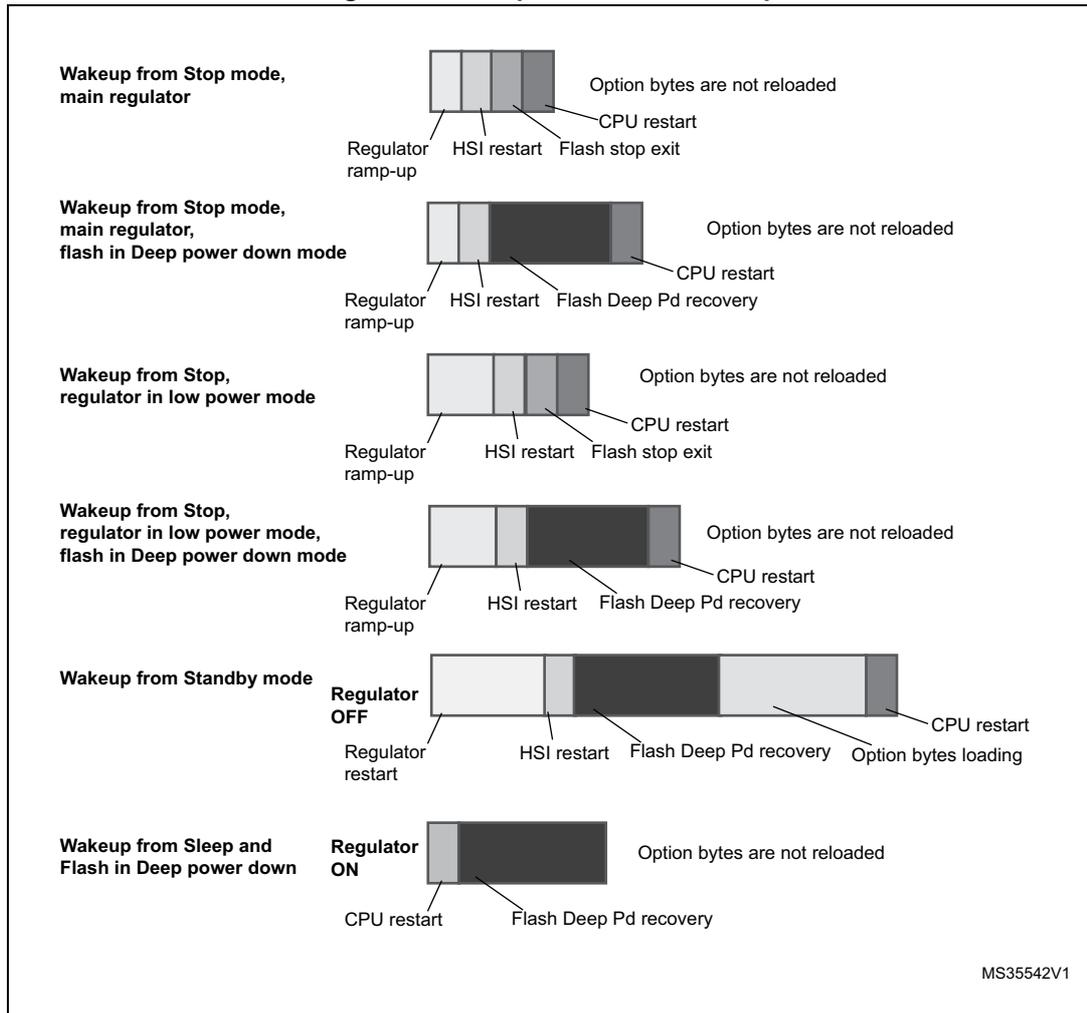 Wakeup from Stop mode,
main regulator
Option bytes are not reloaded
CPU restart
Regulator
ramp-up
HSI restart
Flash stop exit
Wakeup from Stop mode,
main regulator,
flash in Deep power down mode
Option bytes are not reloaded
CPU restart
Regulator
ramp-up
HSI restart
Flash Deep Pd recovery
Wakeup from Stop,
regulator in low power mode
Option bytes are not reloaded
CPU restart
Regulator
ramp-up
HSI restart
Flash stop exit
Wakeup from Stop,
regulator in low power mode,
flash in Deep power down mode
Option bytes are not reloaded
CPU restart
Regulator
ramp-up
HSI restart
Flash Deep Pd recovery
Wakeup from Standby mode
Regulator
OFF
CPU restart
Regulator
restart
HSI restart
Flash Deep Pd recovery
Option bytes loading
Wakeup from Sleep and
Flash in Deep power down
Regulator
ON
Option bytes are not reloaded
CPU restart
Flash Deep Pd recovery
MS35542V1